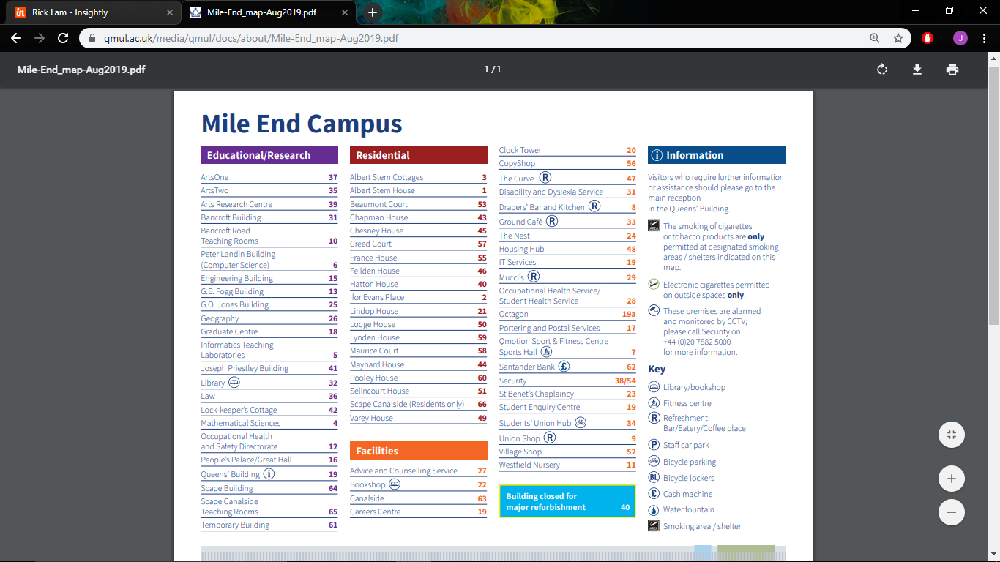 Rick Lam - Insightly
Mile-End_map-Aug2019.pdf
qmul.ac.uk/media/qmul/docs/about/Mile-End_map-Aug2019.pdf
J
Mile-End_map-Aug2019.pdf
1 / 1
Mile End Campus
Educational/Research
ArtsOne 37
ArtsTwo 35
Arts Research Centre 39
Bancroft Building 31
Bancroft Road
Teaching Rooms 10
Peter Landin Building
(Computer Science) 6
Engineering Building 15
G.E. Fogg Building 13
G.O. Jones Building 25
Geography 26
Graduate Centre 18
Informatics Teaching
Laboratories 5
Joseph Priestley Building 41
Library 32
Law 36
Lock-keeper's Cottage 42
Mathematical Sciences 4
Occupational Health
and Safety Directorate 12
People's Palace/Great Hall 16
Queens' Building i 19
Scape Building 64
Scape Canalside
Teaching Rooms 65
Temporary Building 61
Residential
Albert Stern Cottages 3
Albert Stern House 1
Beaumont Court 53
Chapman House 43
Chesney House 45
Creed Court 57
France House 55
Feilden House 46
Hatton House 40
Ifor Evans Place 2
Lindop House 21
Lodge House 50
Lynden House 59
Maurice Court 58
Maynard House 44
Pooley House 60
Selincourt House 51
Scape Canalside (Residents only) 66
Varey House 49
Facilities
Advice and Counselling Service 27
Bookshop 22
Canalside 63
Careers Centre 19
Clock Tower 20
CopyShop 56
The Curve R 47
Disability and Dyslexia Service 31
Drapers' Bar and Kitchen R 8
Ground Café R 33
The Nest 24
Housing Hub 48
IT Services 19
Mucci's R 29
Occupational Health Service/
Student Health Service 28
Octagon 19a
Portering and Postal Services 17
Qmotion Sport & Fitness Centre
Sports Hall 7
Santander Bank £ 62
Security 38/54
St Benet's Chaplaincy 23
Student Enquiry Centre 19
Students' Union Hub 34
Union Shop R 9
Village Shop 52
Westfield Nursery 11
Building closed for
major refurbishment 40
i Information
Visitors who require further information
or assistance should please go to the
main reception
in the Queens' Building.
The smoking of cigarettes
or tobacco products are only
permitted at designated smoking
areas / shelters indicated on this
map.
Electronic cigarettes permitted
on outside spaces only.
These premises are alarmed
and monitored by CCTV;
please call Security on
+44 (0)20 7882 5000
for more information.
Key
Library/bookshop
Fitness centre
R Refreshment:
Bar/Eatery/Coffee place
P Staff car park
Bicycle parking
BL Bicycle lockers
£ Cash machine
Water fountain
Smoking area / shelter